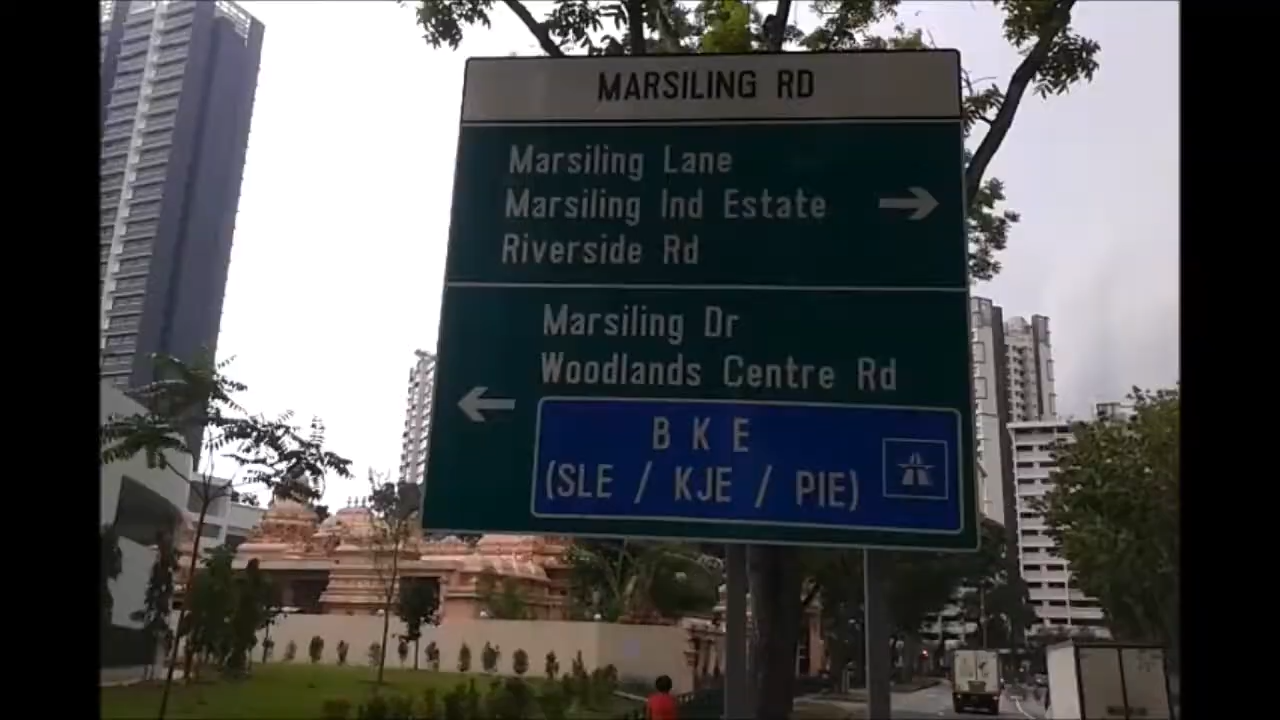 MARSILING RD
Marsiling Lane
Marsiling Ind Estate
Riverside Rd
Marsiling Dr
Woodlands Centre Rd
B K E
(SLE / KJE / PIE)